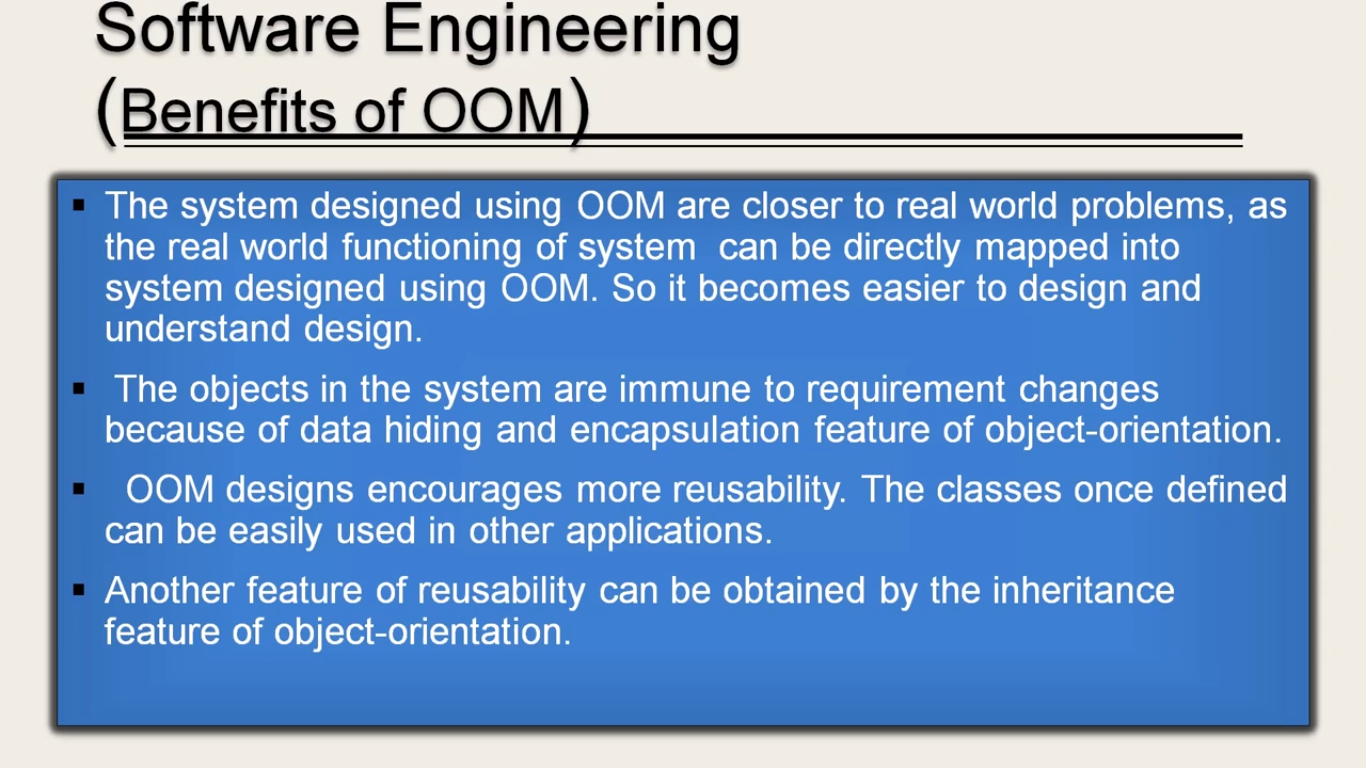 Software Engineering
(Benefits of OOM)
▪ The system designed using OOM are closer to real world problems, as
the real world functioning of system  can be directly mapped into
system designed using OOM. So it becomes easier to design and
understand design.
▪ The objects in the system are immune to requirement changes
because of data hiding and encapsulation feature of object-orientation.
▪ OOM designs encourages more reusability. The classes once defined
can be easily used in other applications.
▪ Another feature of reusability can be obtained by the inheritance
feature of object-orientation.